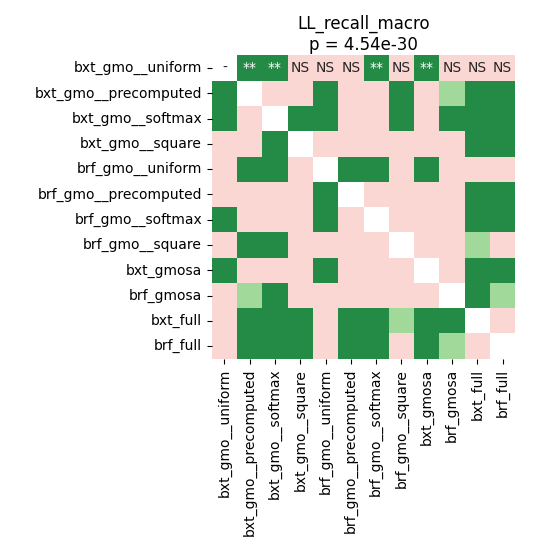 LL_recall_macro
p = 4.54e-30
bxt_gmo__uniform - ** ** NS NS NS ** NS ** NS NS NS
bxt_gmo__precomputed
bxt_gmo__softmax
bxt_gmo__square
brf_gmo__uniform
brf_gmo__precomputed
brf_gmo__softmax
brf_gmo__square
bxt_gmosa
brf_gmosa
bxt_full
brf_full
bxt_gmo__uniform
bxt_gmo__precomputed
bxt_gmo__softmax
bxt_gmo__square
brf_gmo__uniform
brf_gmo__precomputed
brf_gmo__softmax
brf_gmo__square
bxt_gmosa
brf_gmosa
bxt_full
brf_full